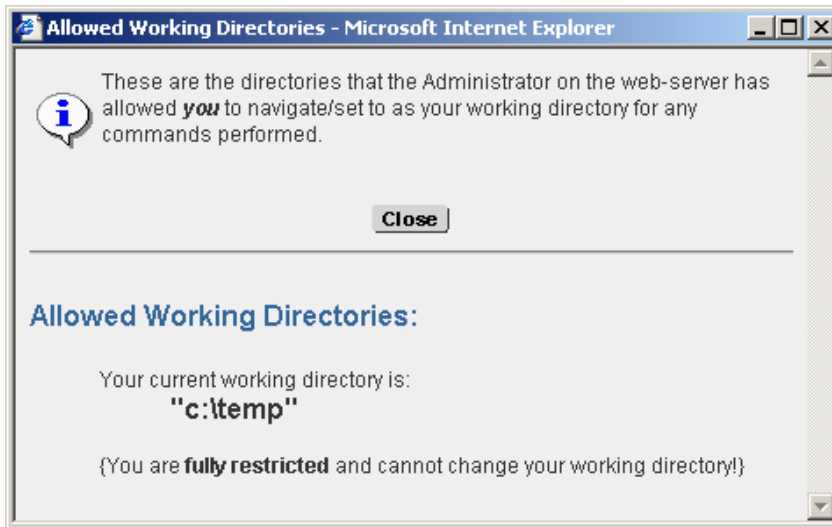 Allowed Working Directories - Microsoft Internet Explorer
These are the directories that the Administrator on the web-server has
allowed you to navigate/set to as your working directory for any
commands performed.
Close
Allowed Working Directories:
Your current working directory is:
"c:\temp"
{You are fully restricted and cannot change your working directory!}